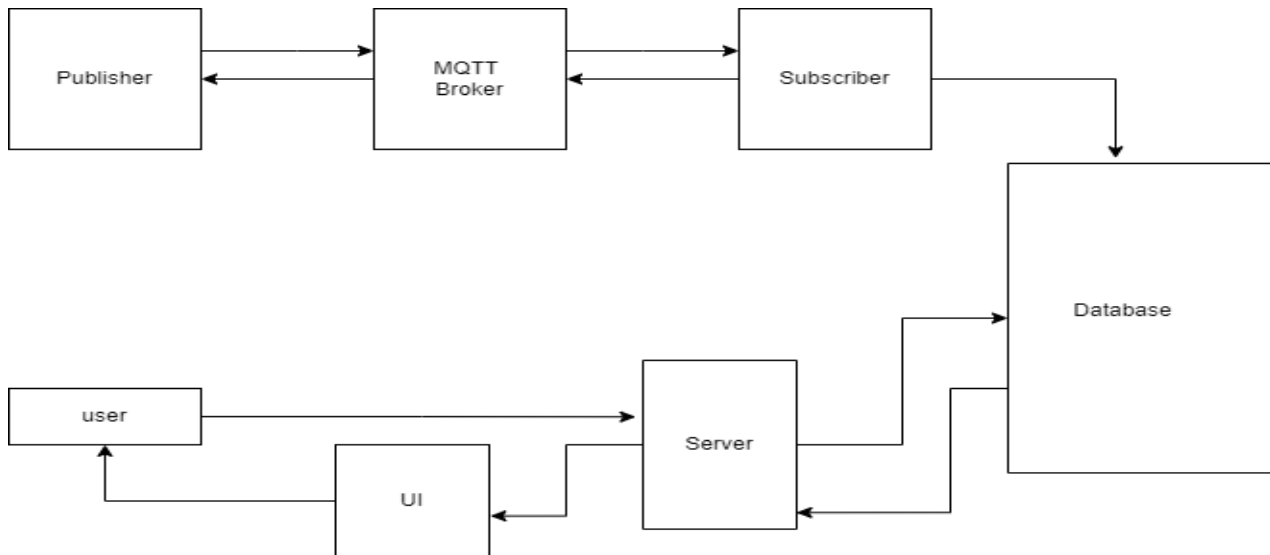 Publisher
MQTT
Broker
Subscriber
Database
user
Server
UI